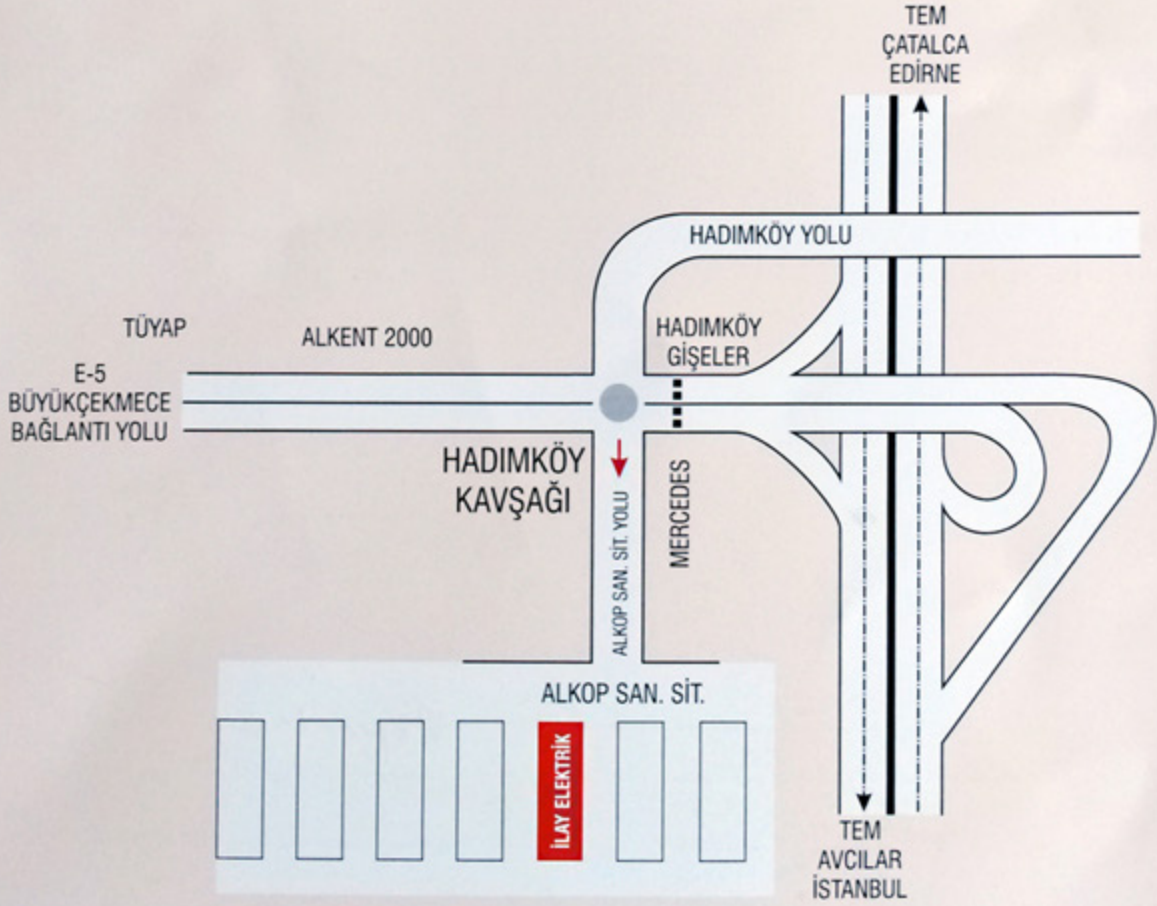 TEM
ÇATALCA
EDİRNE
HADIMKÖY YOLU
TÜYAP
ALKENT 2000
HADIMKÖY
GİŞELER
E-5
BÜYÜKÇEKMECE
BAĞLANTI YOLU
HADIMKÖY
KAVŞAĞI
MERCEDES
ALKOP SAN. SİT. YOLU
ALKOP SAN. SİT.
İLAY ELEKTRİK
TEM
AVCILAR
İSTANBUL